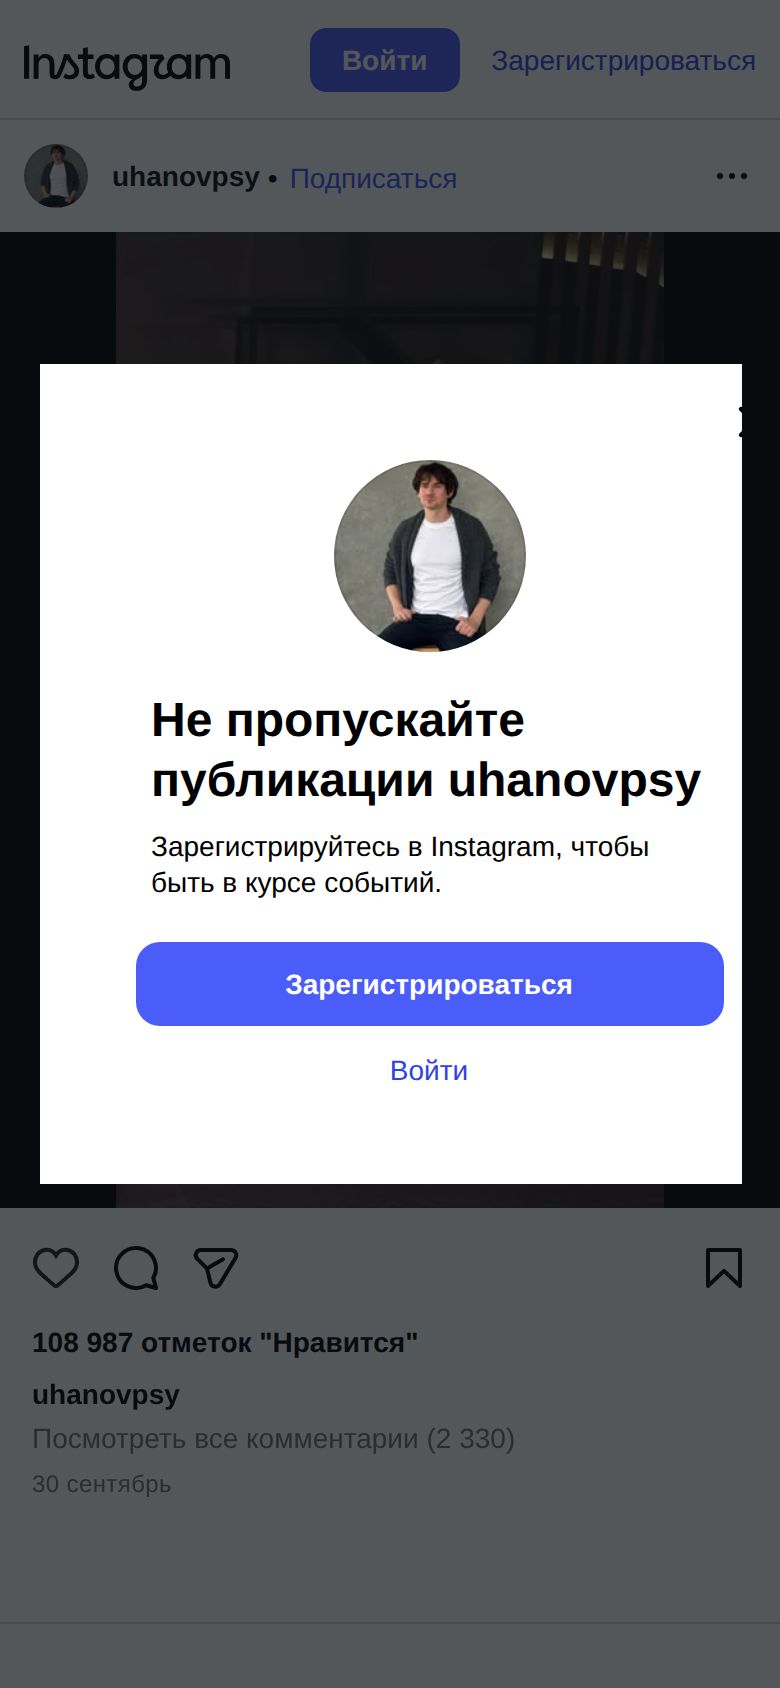 Instagram
Войти
Зарегистрироваться
uhanovpsy • Подписаться
Не пропускайте
публикации uhanovpsy
Зарегистрируйтесь в Instagram, чтобы
быть в курсе событий.
Зарегистрироваться
Войти
108 987 отметок "Нравится"
uhanovpsy
Посмотреть все комментарии (2 330)
30 сентябрь